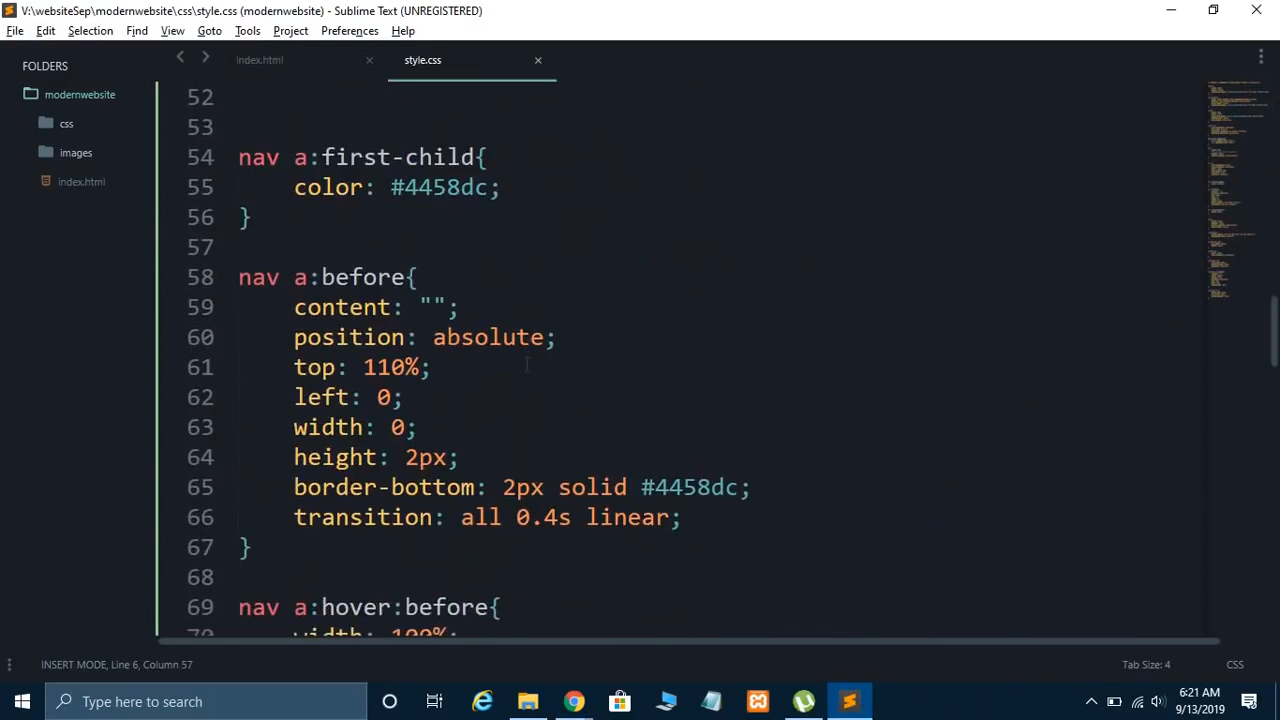 V:\websiteSep\modernwebsite\css\style.css (modernwebsite) - Sublime Text (UNREGISTERED)
File Edit Selection Find View Goto Tools Project Preferences Help
FOLDERS
modernwebsite
css
images
index.html
index.html
style.css
52
53
54 nav a:first-child{
55 color: #4458dc;
56 }
57
58 nav a:before{
59 content: "";
60 position: absolute;
61 top: 110%;
62 left: 0;
63 width: 0;
64 height: 2px;
65 border-bottom: 2px solid #4458dc;
66 transition: all 0.4s linear;
67 }
68
69 nav a:hover:before{
70 width: 100%;
INSERT MODE, Line 6, Column 57
Tab Size: 4
CSS
Type here to search
6:21 AM
9/13/2019